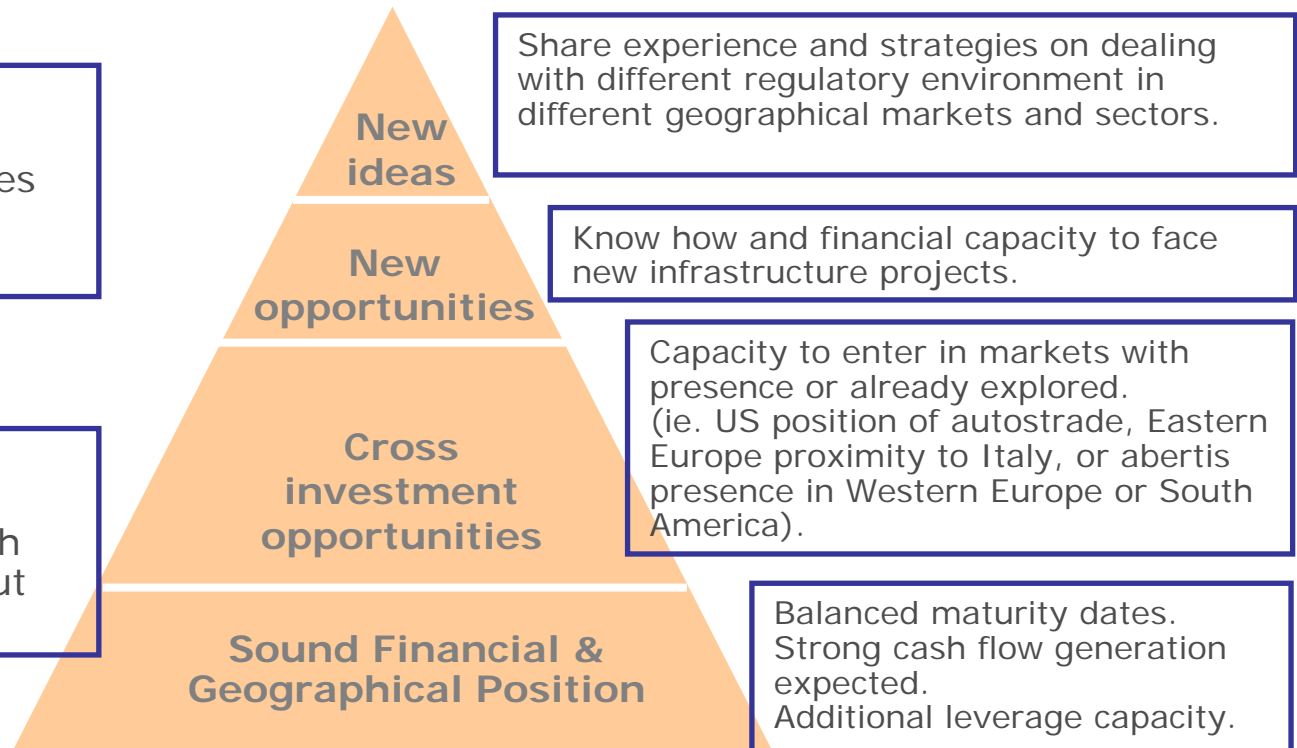 Share experience and strategies on dealing
with different regulatory environment in
different geographical markets and sectors.
New
ideas
Know how and financial capacity to face
new infrastructure projects.
New
opportunities
Capacity to enter in markets with
presence or already explored.
(ie. US position of autostrade, Eastern
Europe proximity to Italy, or abertis
presence in Western Europe or South
America).
Cross
investment
opportunities
Balanced maturity dates.
Strong cash flow generation
expected.
Additional leverage capacity.
Sound Financial &
Geographical Position